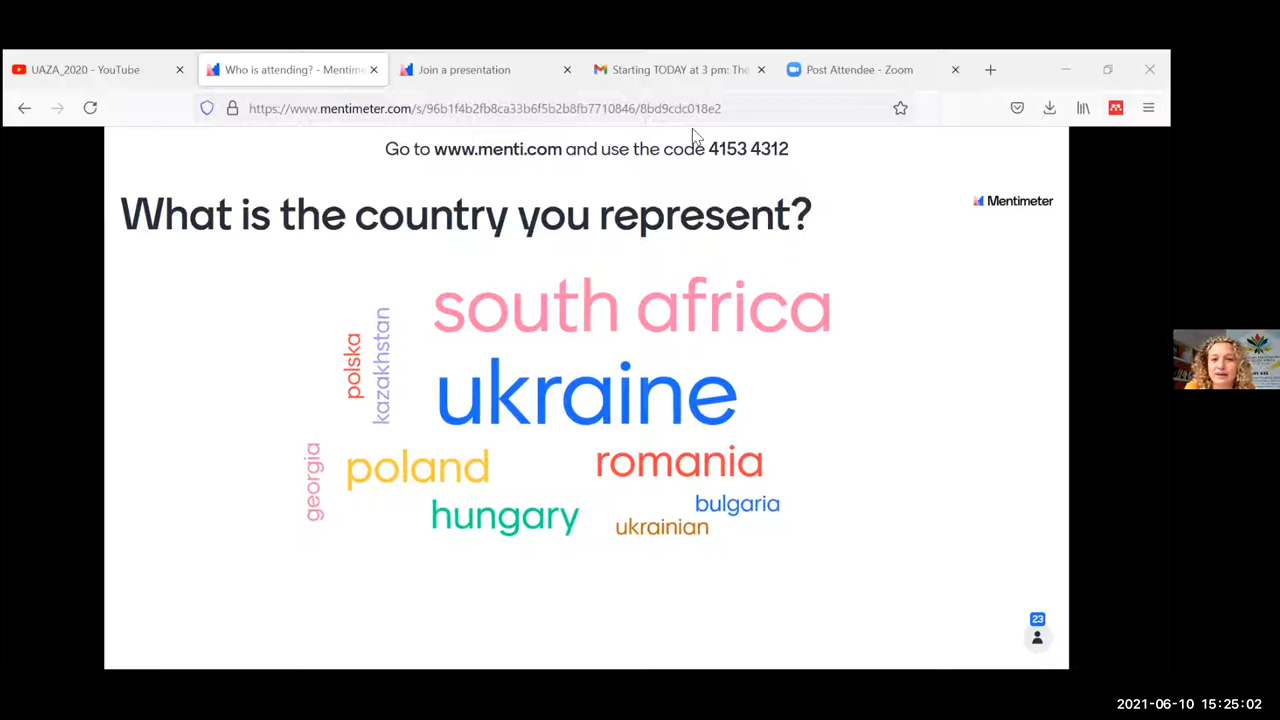 UAZA_2020 - YouTube
Who is attending? - Mentime
Join a presentation
Starting TODAY at 3 pm: The
Post Attendee - Zoom
https://www.mentimeter.com/s/96b1f4b2fb8ca33b6f5b2b8fb7710846/8bd9cdc018e2
Go to www.menti.com and use the code 4153 4312
What is the country you represent?
Mentimeter
south africa
polska
kazakhstan
ukraine
georgia
poland
romania
hungary
bulgaria
ukrainian
23
2021-06-10 15:25:02